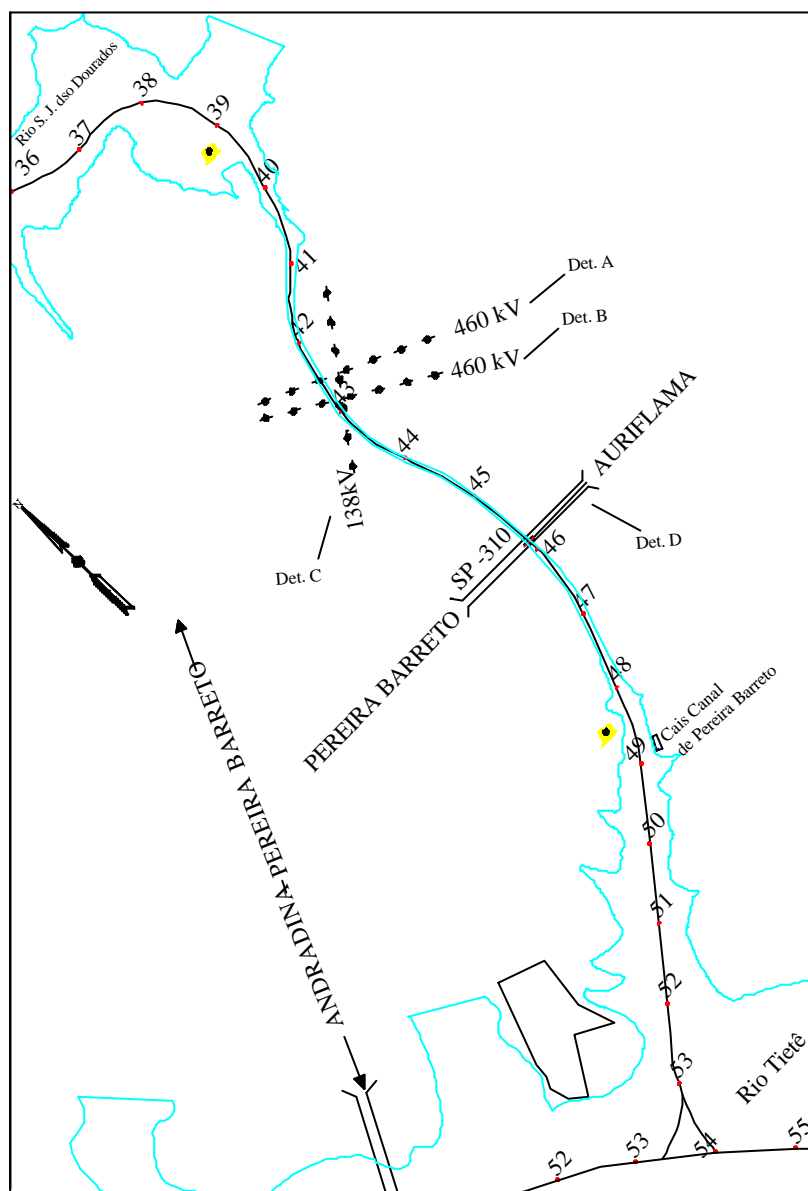 Rio S. J. dso Dourados
36
37
38
39
40
41
42
43
44
45
46
47
48
49
50
51
52
53
460 kV
Det. A
460 kV
Det. B
138kV
Det. C
SP -310
AURIFLAMA
PEREIRA BARRETO
Det. D
N
ANDRADINA-PEREIRA BARRETO
Cais Canal
de Pereira Barreto
Rio Tietê
52
53
54
55